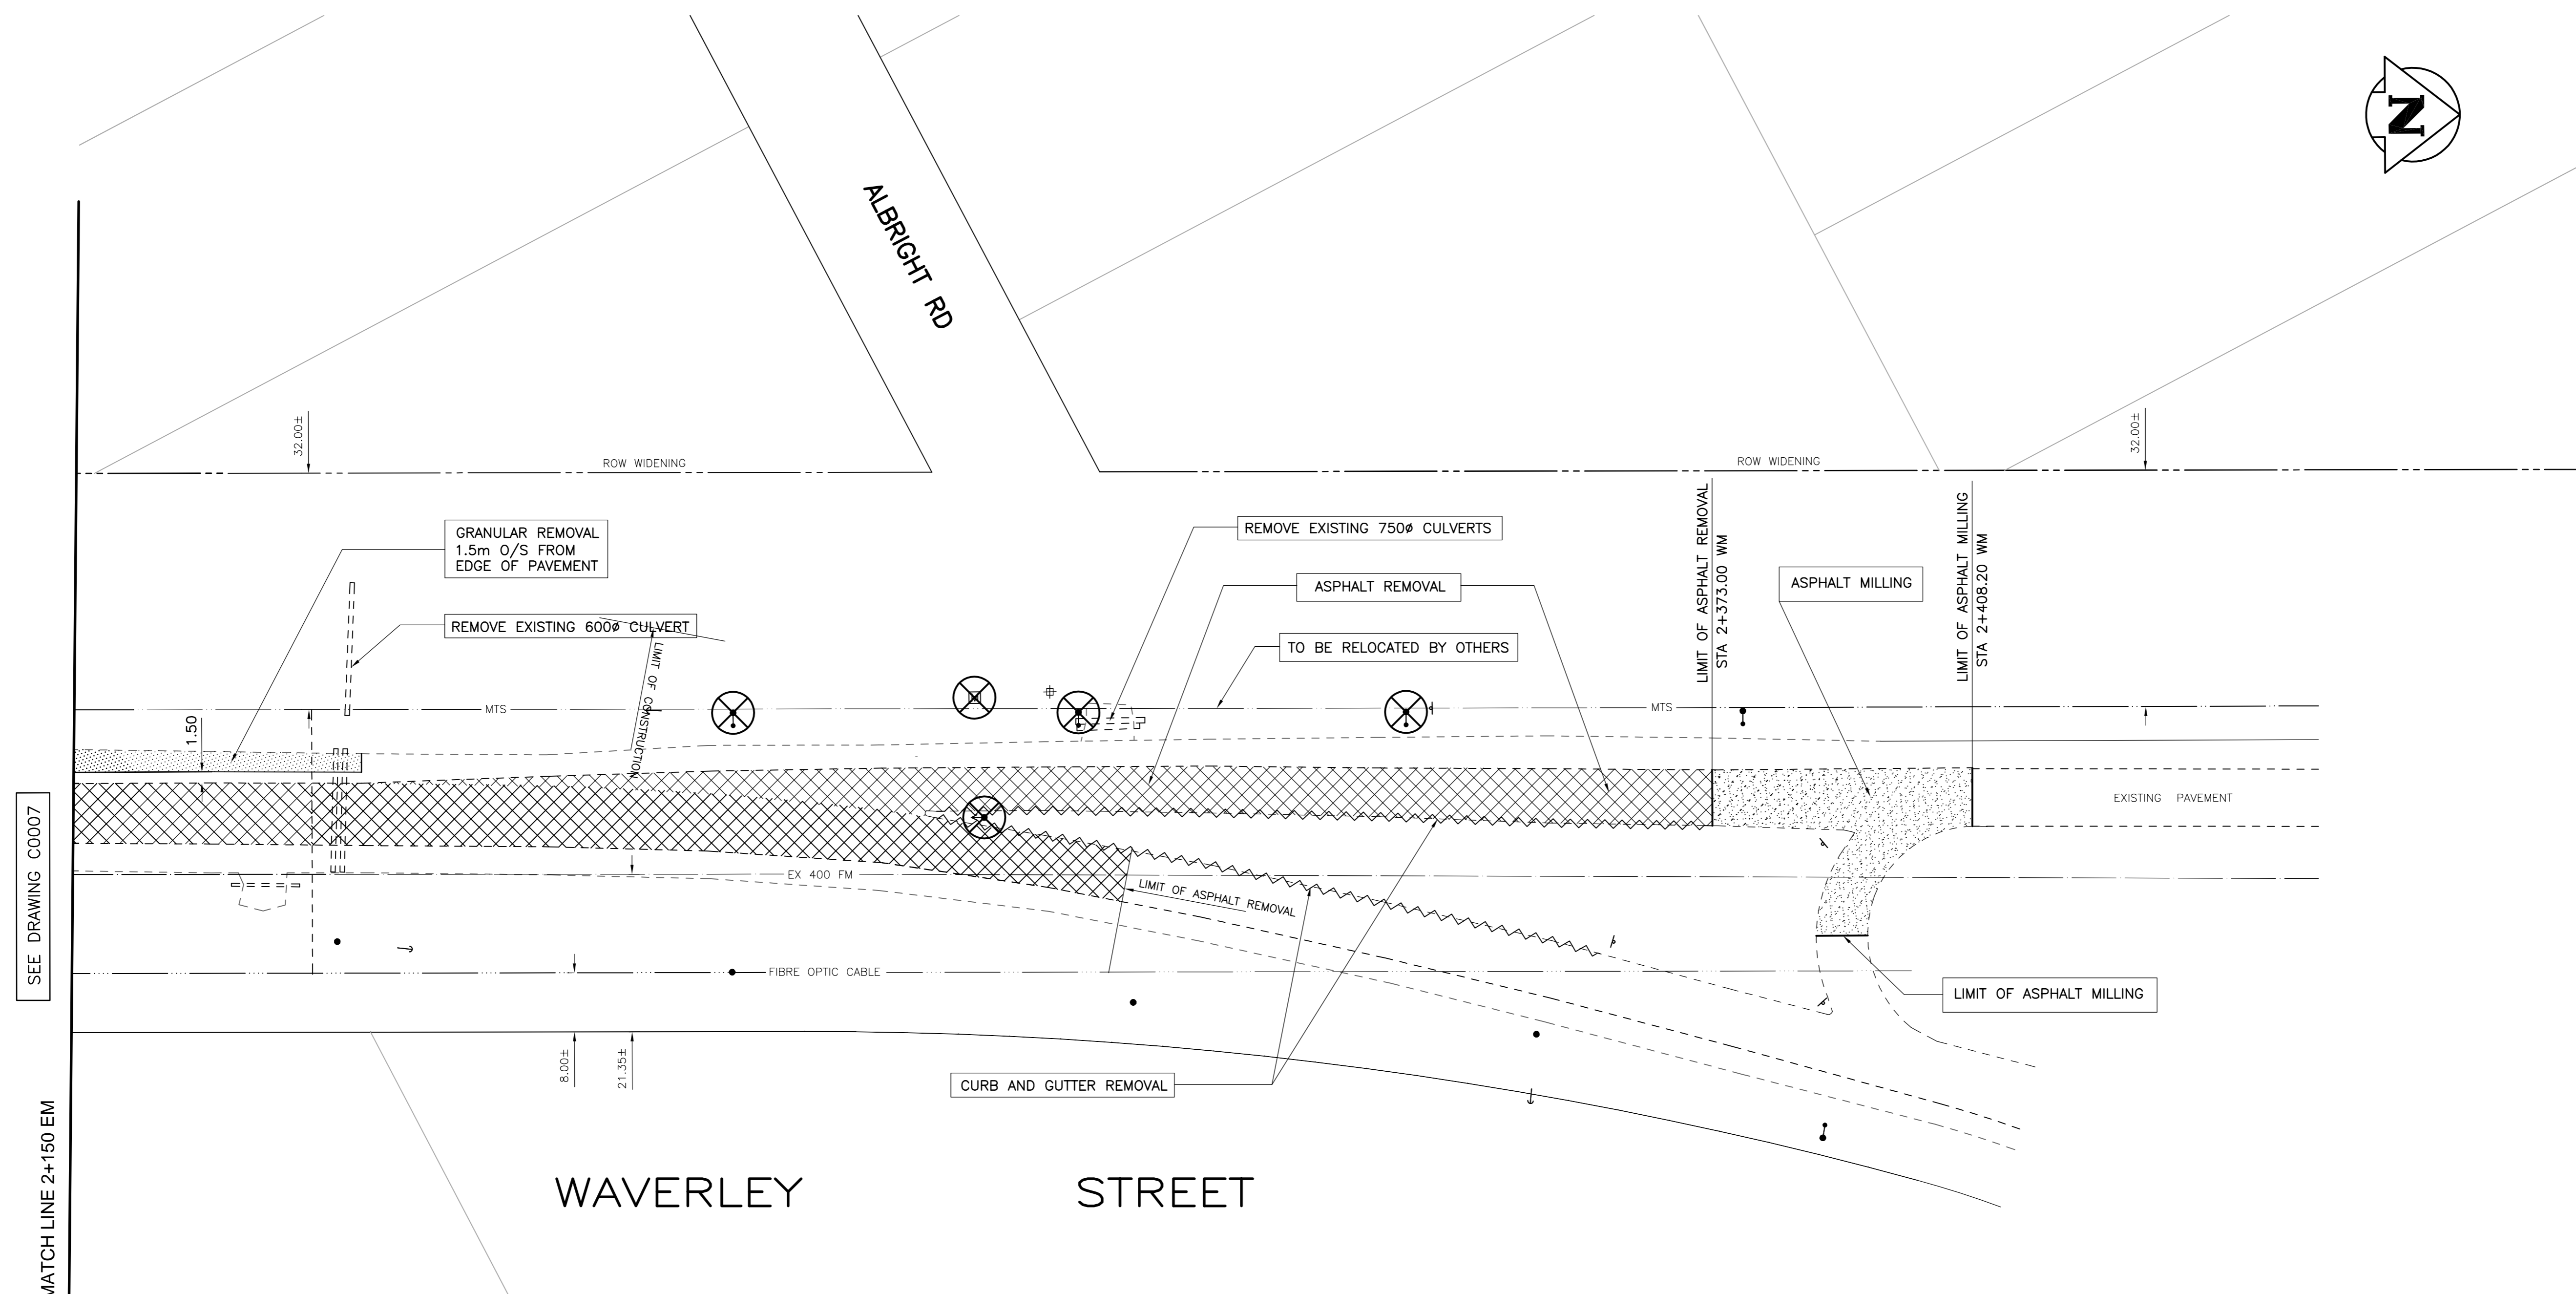 N
ALBRIGHT RD
32.00±
32.00±
ROW WIDENING
ROW WIDENING
GRANULAR REMOVAL
1.5m O/S FROM
EDGE OF PAVEMENT
REMOVE EXISTING 600ø CULVERT
LIMIT OF CONSTRUCTION
REMOVE EXISTING 750ø CULVERTS
ASPHALT REMOVAL
TO BE RELOCATED BY OTHERS
LIMIT OF ASPHALT REMOVAL
STA 2+373.00 WM
ASPHALT MILLING
LIMIT OF ASPHALT MILLING
STA 2+408.20 WM
MTS
MTS
1.50
EXISTING PAVEMENT
EX 400 FM
LIMIT OF ASPHALT REMOVAL
FIBRE OPTIC CABLE
LIMIT OF ASPHALT MILLING
8.00±
21.35±
CURB AND GUTTER REMOVAL
SEE DRAWING C0007
MATCH LINE 2+150 EM
WAVERLEY STREET